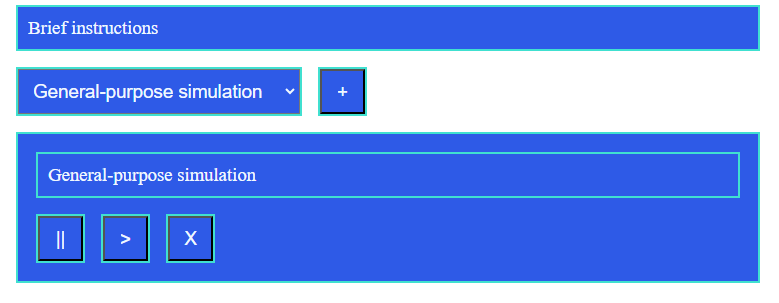 Brief instructions
General-purpose simulation +
General-purpose simulation
|| > X